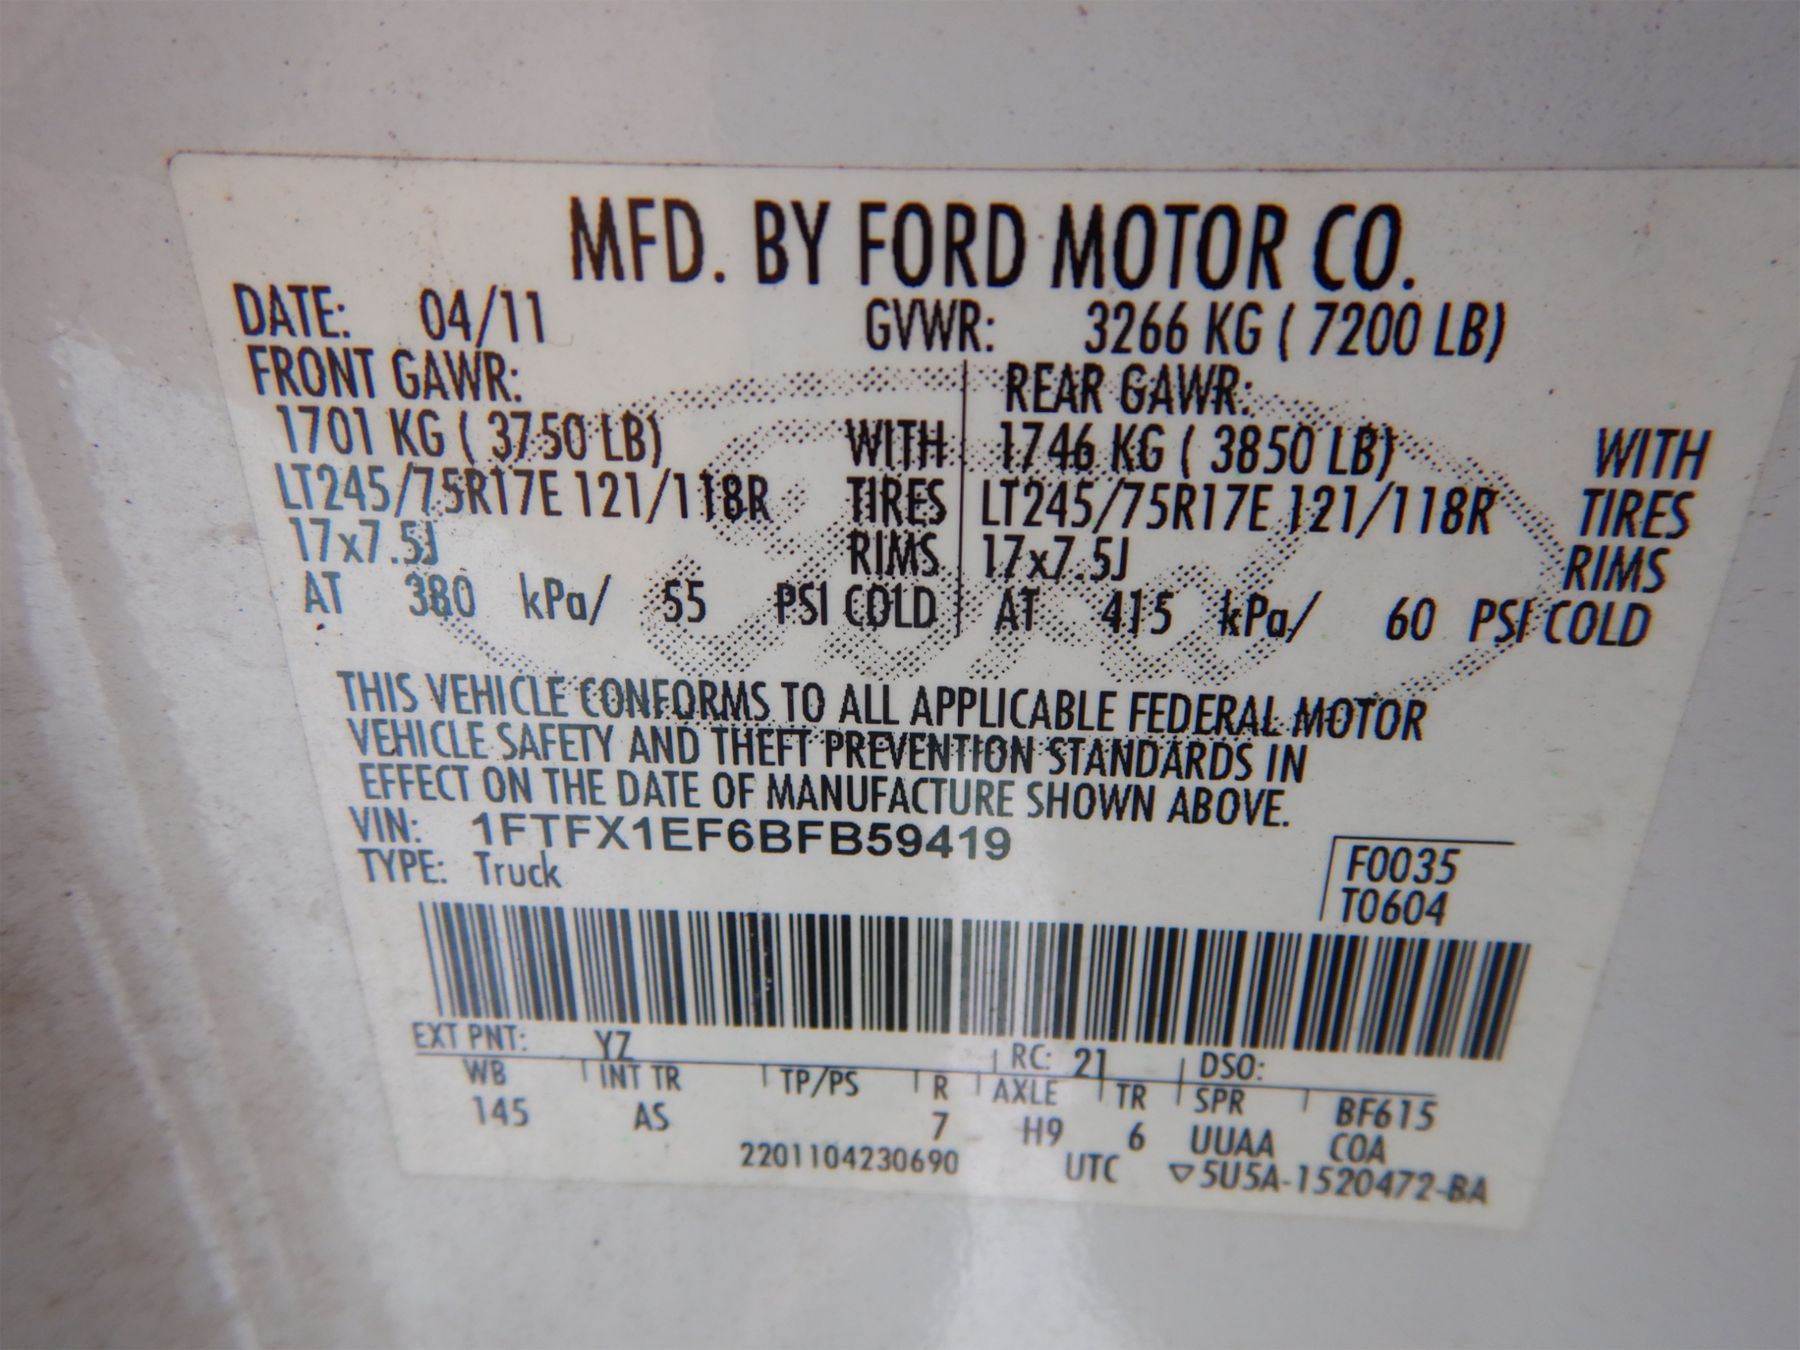 MFD. BY FORD MOTOR CO.
DATE: 04/11 GVWR: 3266 KG ( 7200 LB)
FRONT GAWR: REAR GAWR:
1701 KG ( 3750 LB) WITH 1746 KG ( 3850 LB) WITH
LT245/75R17E 121/118R TIRES LT245/75R17E 121/118R TIRES
17x7.5J RIMS 17x7.5J RIMS
AT 380 kPa/ 55 PSI COLD AT 415 kPa/ 60 PSI COLD
THIS VEHICLE CONFORMS TO ALL APPLICABLE FEDERAL MOTOR
VEHICLE SAFETY AND THEFT PREVENTION STANDARDS IN
EFFECT ON THE DATE OF MANUFACTURE SHOWN ABOVE.
VIN: 1FTFX1EF6BFB59419
TYPE: Truck
F0035
T0604
EXT PNT: YZ RC: 21 DSO:
WB INT TR TP/PS R AXLE TR SPR BF615
145 AS 7 H9 6 UUAA COA
2201104230690 UTC ▽5U5A-1520472-BA